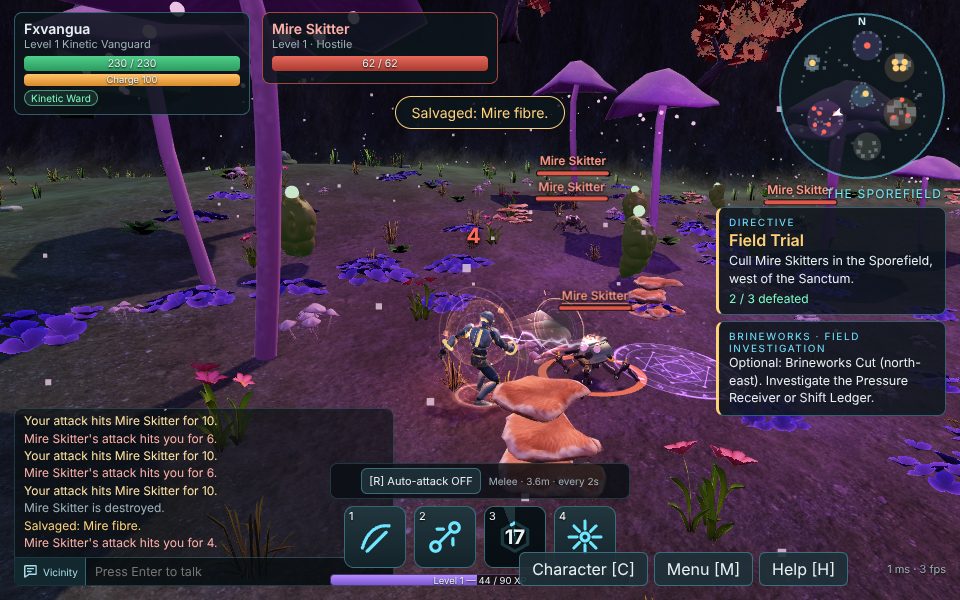 Fxvangua
Level 1 Kinetic Vanguard
230 / 230
Charge 100
Kinetic Ward
Mire Skitter
Level 1 · Hostile
62 / 62
Salvaged: Mire fibre.
N
THE SPOREFIELD
Mire Skitter
Mire Skitter
Mire Skitter
Mire Skitter
4
DIRECTIVE
Field Trial
Cull Mire Skitters in the Sporefield,
west of the Sanctum.
2 / 3 defeated
BRINEWORKS · FIELD
INVESTIGATION
Optional: Brineworks Cut (north-
east). Investigate the Pressure
Receiver or Shift Ledger.
Your attack hits Mire Skitter for 10.
Mire Skitter's attack hits you for 6.
Your attack hits Mire Skitter for 10.
Mire Skitter's attack hits you for 6.
Your attack hits Mire Skitter for 10.
Mire Skitter is destroyed.
Salvaged: Mire fibre.
Mire Skitter's attack hits you for 4.
Vicinity
Press Enter to talk
[R] Auto-attack OFF
Melee · 3.6m · every 2s
1
2
3
17
4
Level 1 — 44 / 90 XP
Character [C]
Menu [M]
Help [H]
1 ms · 3 fps